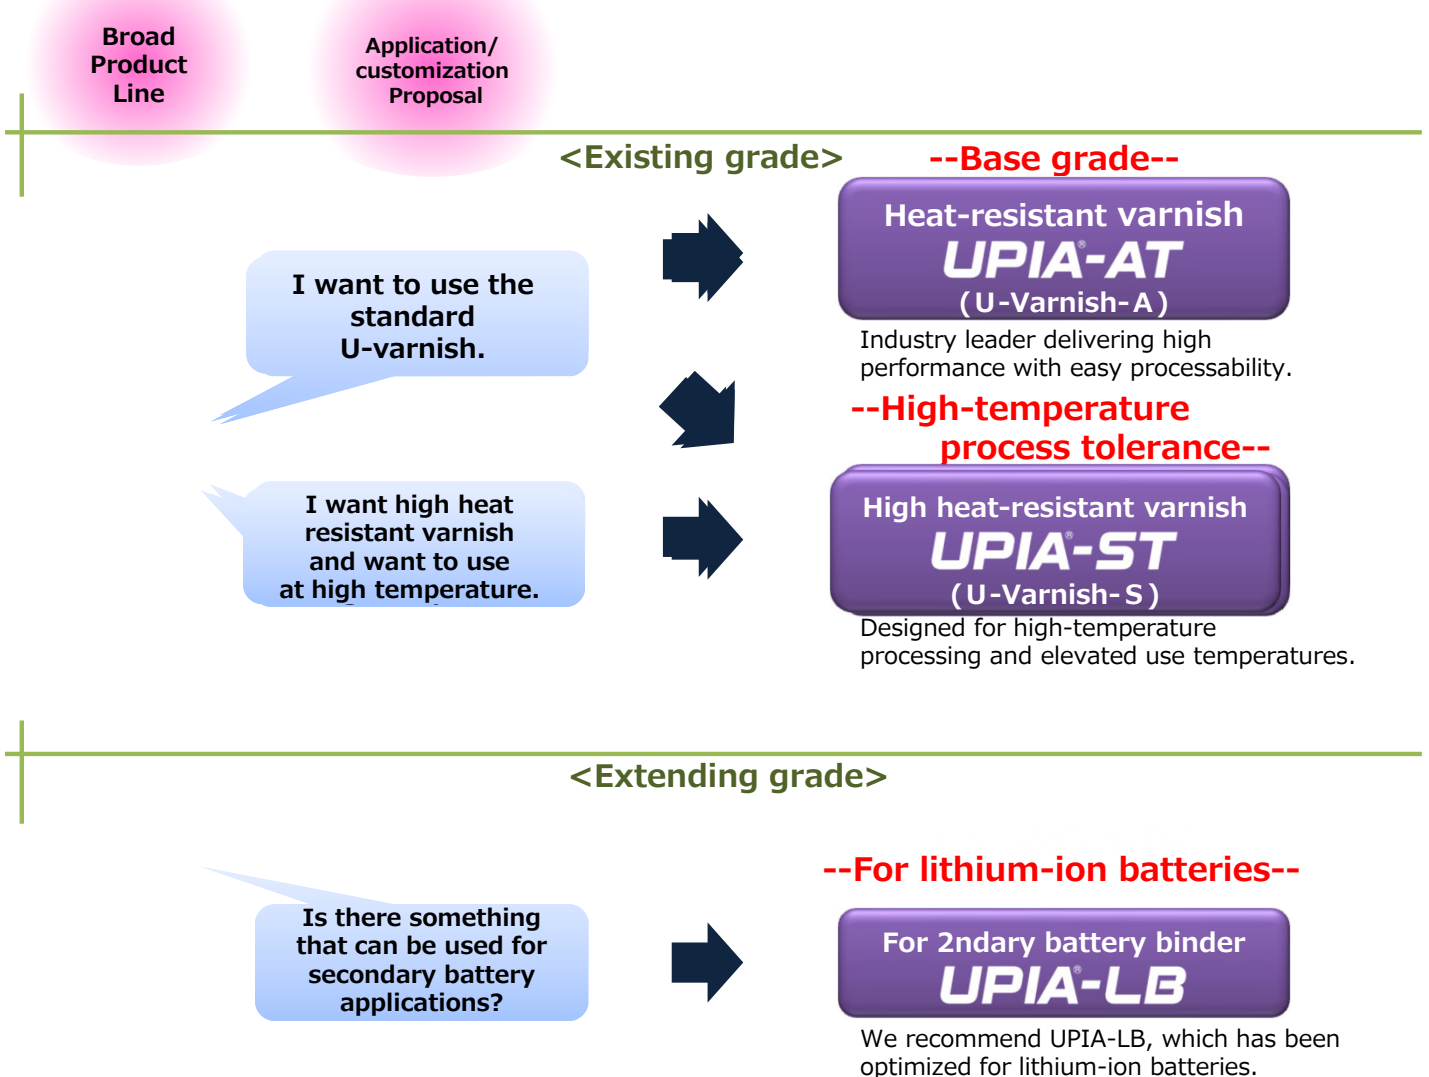 Broad
Product
Line
Application/
customization
Proposal
<Existing grade>
--Base grade--
I want to use the
standard
U-varnish.
Heat-resistant varnish
UPIA®-AT
(U-Varnish-A)
Industry leader delivering high
performance with easy processability.
--High-temperature
process tolerance--
I want high heat
resistant varnish
and want to use
at high temperature.
High heat-resistant varnish
UPIA®-ST
(U-Varnish-S)
Designed for high-temperature
processing and elevated use temperatures.
<Extending grade>
--For lithium-ion batteries--
Is there something
that can be used for
secondary battery
applications?
For 2ndary battery binder
UPIA®-LB
We recommend UPIA-LB, which has been
optimized for lithium-ion batteries.